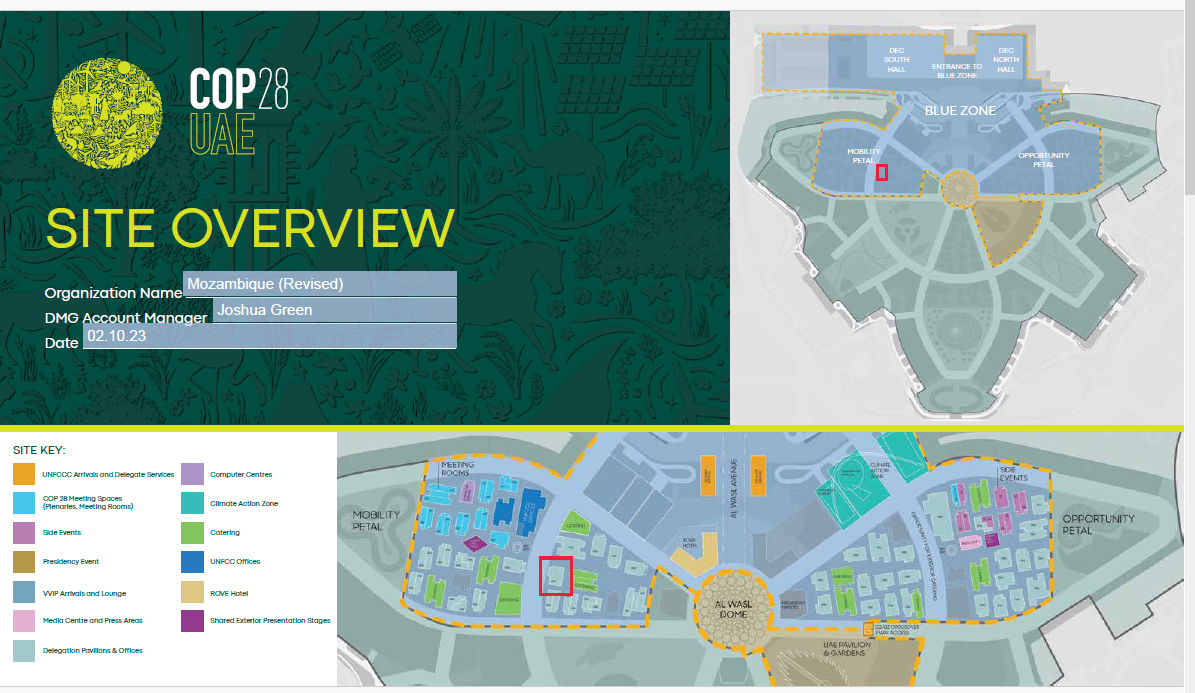 COP28
UAE
SITE OVERVIEW
Organization Name Mozambique (Revised)
DMG Account Manager Joshua Green
Date 02.10.23
DEC
SOUTH
HALL
ENTRANCE TO
BLUE ZONE
DEC
NORTH
HALL
BLUE ZONE
MOBILITY
PETAL
OPPORTUNITY
PETAL
SITE KEY:
UNFCCC Arrivals and Delegate Services
COP 28 Meeting Spaces
(Plenaries, Meeting Rooms)
Side Events
Presidency Event
VVIP Arrivals and Lounge
Media Centre and Press Areas
Delegation Pavilions & Offices
Computer Centres
Climate Action Zone
Catering
UNFCC Offices
ROVE Hotel
Shared Exterior Presentation Stages
MOBILITY
PETAL
MEETING
ROOMS
CATERING
CATERING
ROVE
HOTEL
AL WASL AVENUE
CLIMATE
ACTION
ZONE
AL WASL
DOME
CATERING
SIDE
EVENTS
OPPORTUNITY
PETAL
UAE PAVILION
& GARDENS